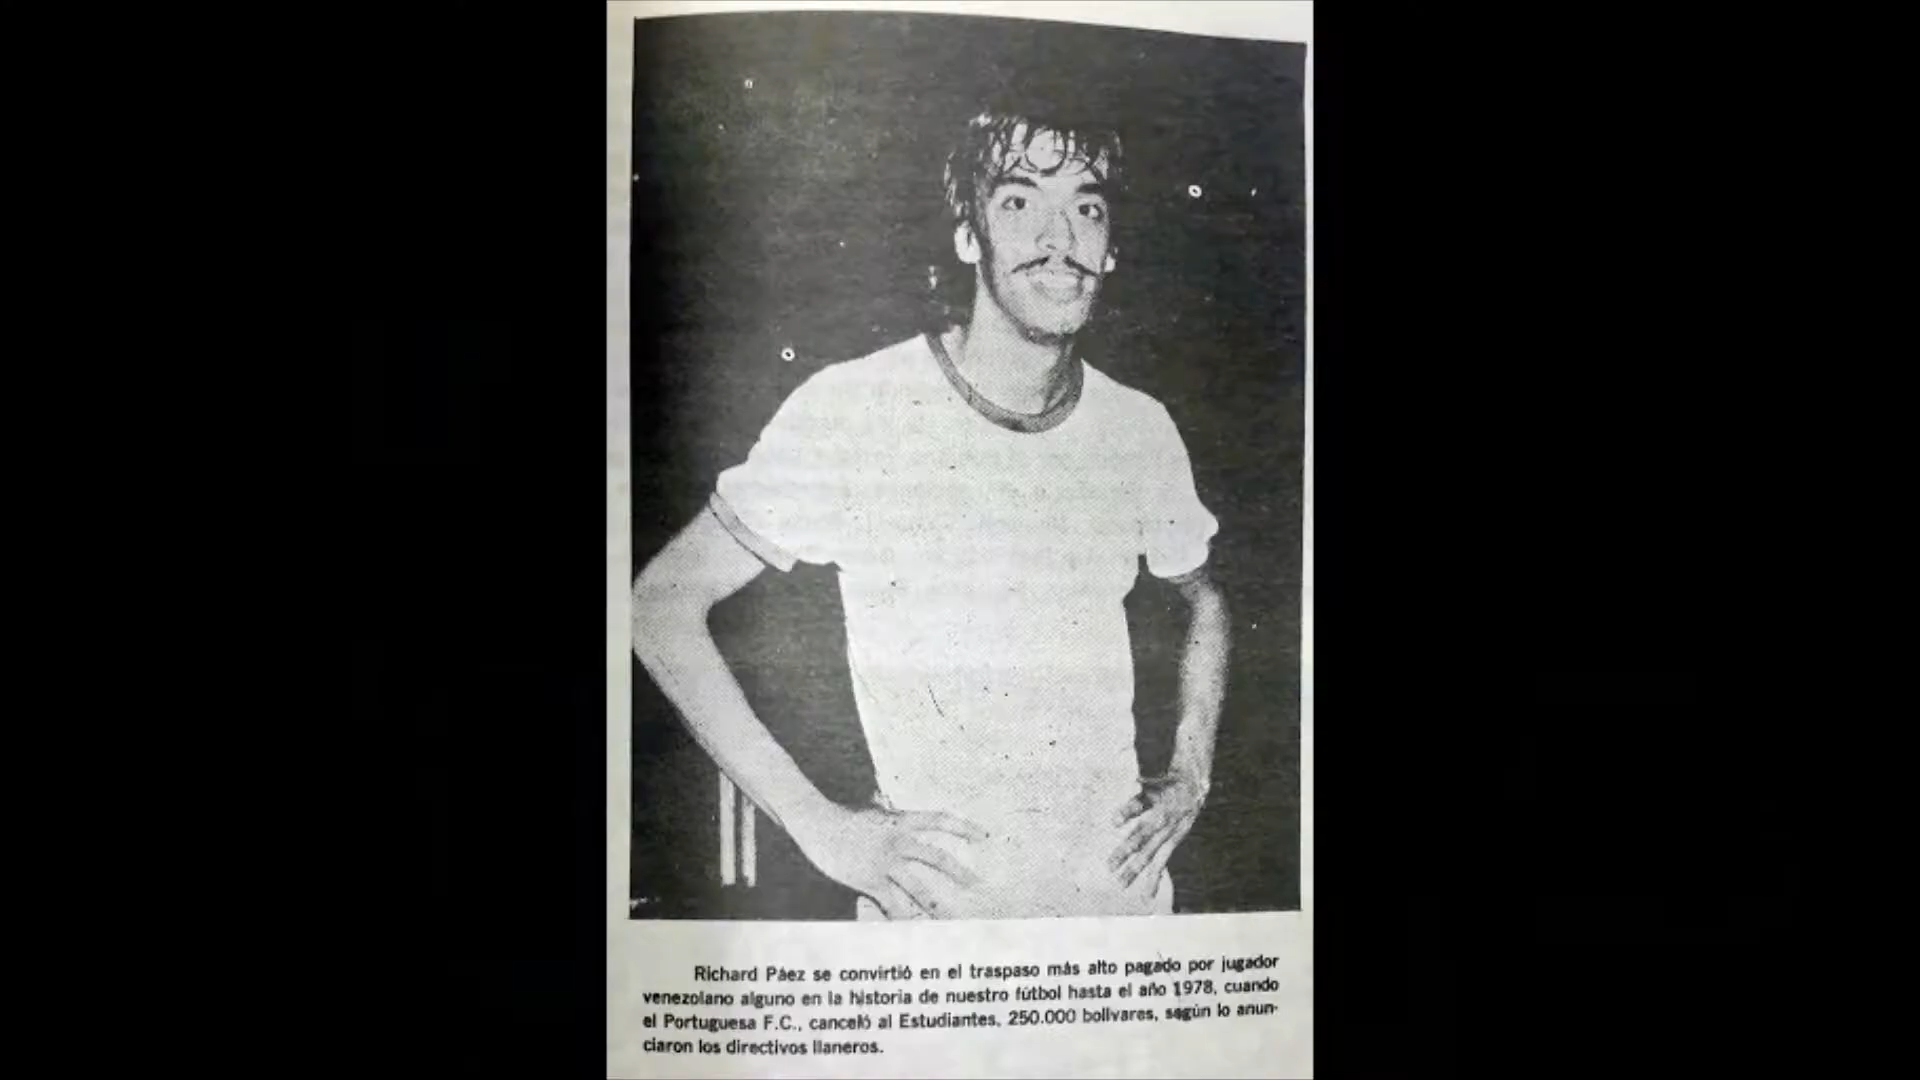 Richard Páez se convirtió en el traspaso más alto pagado por jugador
venezolano alguno en la historia de nuestro fútbol hasta el año 1978, cuando
el Portuguesa F.C., canceló al Estudiantes, 250.000 bolívares, según lo anun-
ciaron los directivos llaneros.